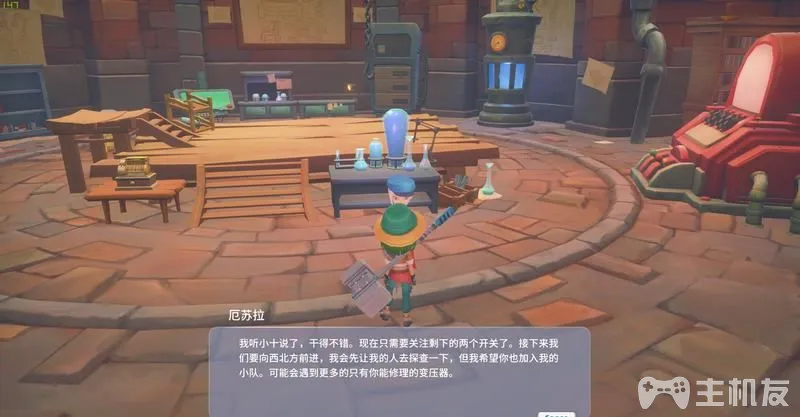 147
厄苏拉
我听小十说了，干得不错。现在只需要关注剩下的两个开关了。接下来我
们要向西北方前进，我会先让我的人去探查一下，但我希望你也加入我的
小队。可能会遇到更多的只有你能修理的变压器。
主机友